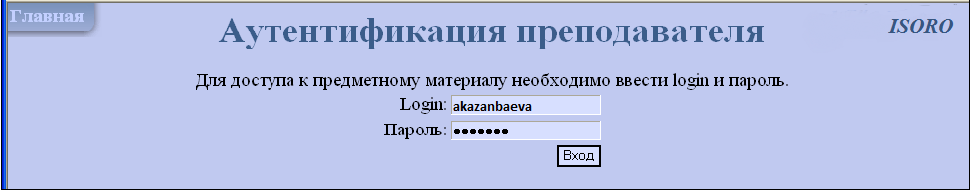 Главная
Аутентификация преподавателя
ISORO
Для доступа к предметному материалу необходимо ввести login и пароль.
Login: akazanbaeva
Пароль: •••••••
Вход